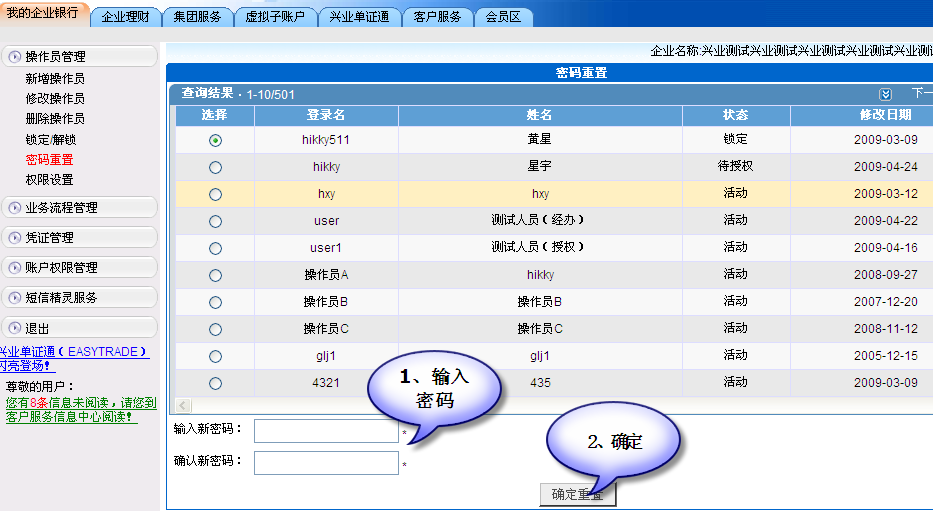 我的企业银行 企业理财 集团服务 虚拟子账户 兴业单证通 客户服务 会员区
企业名称:兴业测试兴业测试兴业测试兴业测试兴业测
操作员管理
新增操作员
修改操作员
删除操作员
锁定/解锁
密码重置
权限设置
业务流程管理
凭证管理
账户权限管理
短信精灵服务
退出
兴业单证通（EASYTRADE）
闪亮登场！
尊敬的用户：
您有8条信息未阅读，请您到
客户服务信息中心阅读！
密码重置
查询结果 · 1-10/501 下一
选择 登录名 姓名 状态 修改日期
hikky511 黄星 锁定 2009-03-09
hikky 星宇 待授权 2009-04-24
hxy hxy 活动 2009-03-12
user 测试人员（经办） 活动 2009-04-22
user1 测试人员（授权） 活动 2009-04-16
操作员A hikky 活动 2008-09-27
操作员B 操作员B 活动 2007-12-20
操作员C 操作员C 活动 2008-11-12
glj1 glj1 活动 2005-12-15
4321 435 活动 2009-03-09
1、输入
密码
输入新密码： *
确认新密码： *
2、确定
确定重置